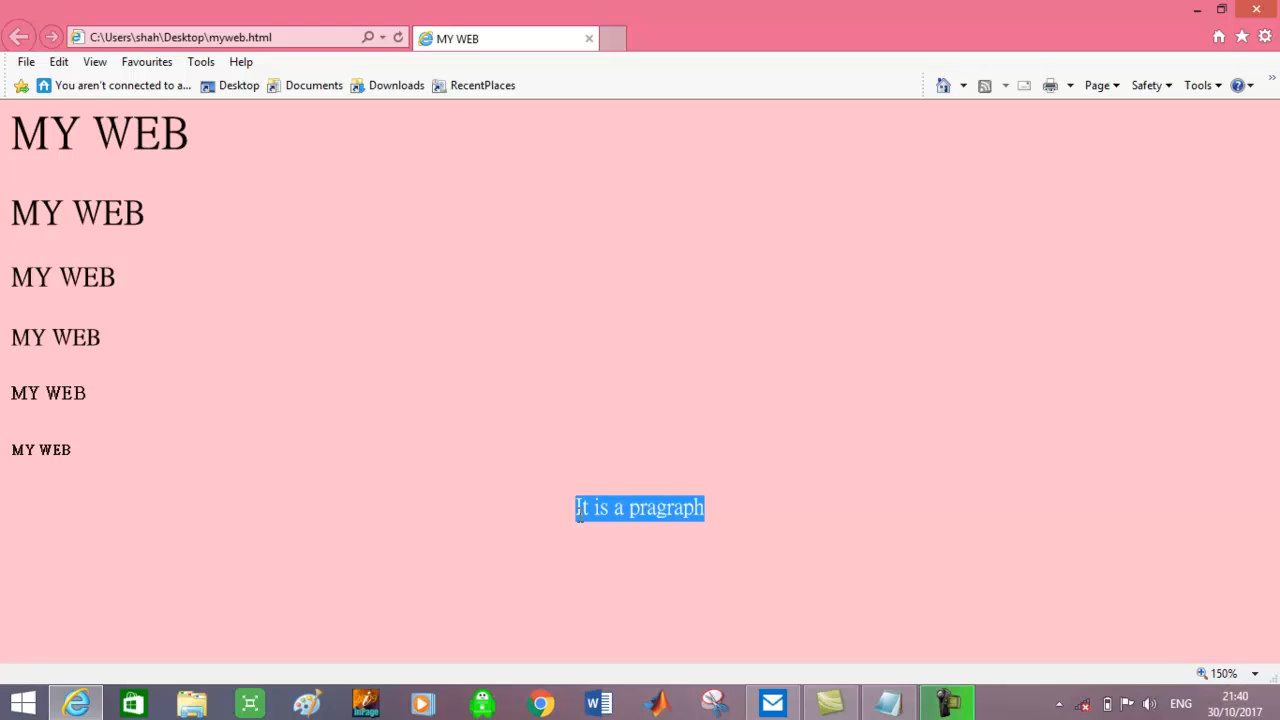 C:\Users\shah\Desktop\myweb.html
MY WEB
File Edit View Favourites Tools Help
You aren't connected to a... Desktop Documents Downloads RecentPlaces Page Safety Tools
MY WEB
MY WEB
MY WEB
MY WEB
MY WEB
MY WEB
It is a pragraph
150%
InPage
ENG
21:40
30/10/2017